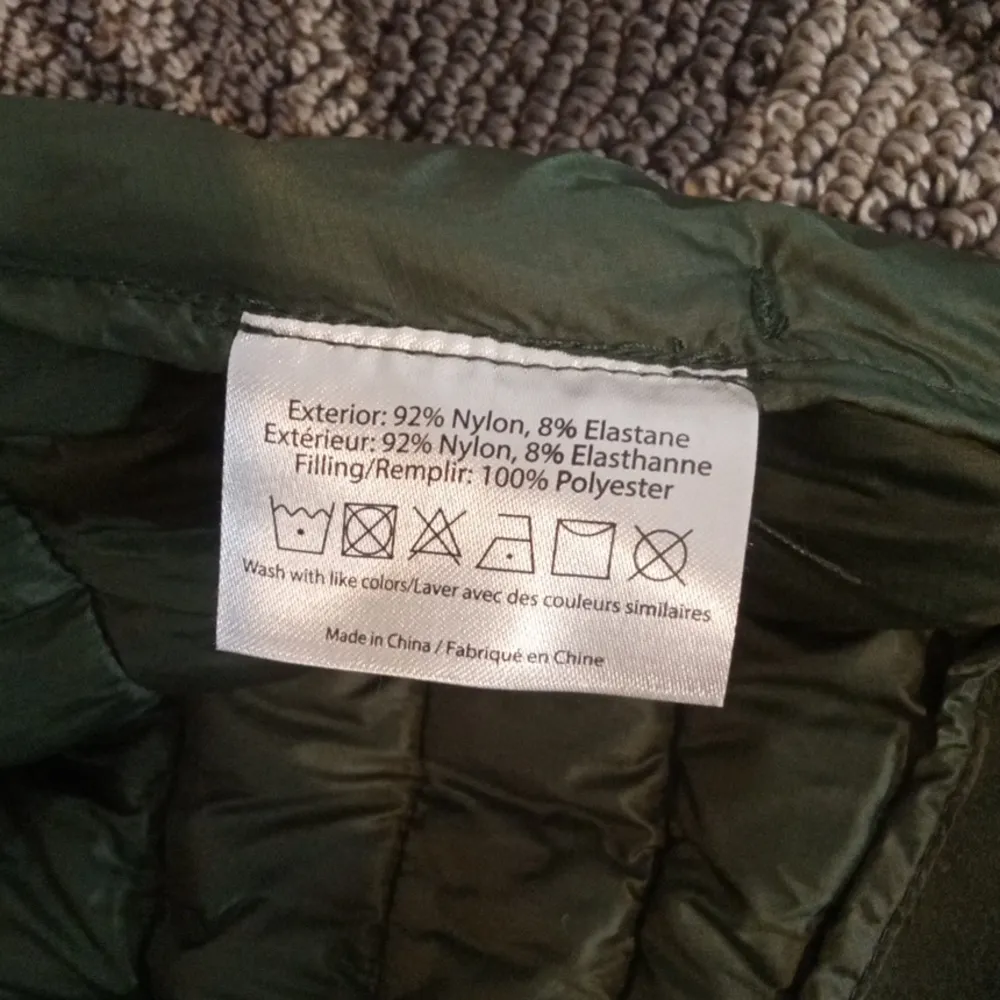 Exterior: 92% Nylon, 8% Elastane
Extérieur: 92% Nylon, 8% Elasthanne
Filling/Remplir: 100% Polyester
Wash with like colors/Laver avec des couleurs similaires
Made in China / Fabriqué en Chine